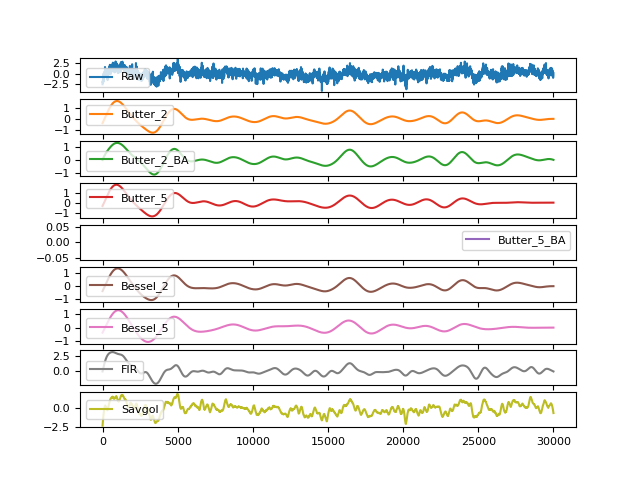 2.5
0.0
−2.5
Raw
1
0
−1
Butter_2
1
0
−1
Butter_2_BA
1
0
−1
Butter_5
0.05
0.00
−0.05
Butter_5_BA
1
0
−1
Bessel_2
1
0
−1
Bessel_5
2.5
0.0
FIR
0.0
−2.5
Savgol
0 5000 10000 15000 20000 25000 30000